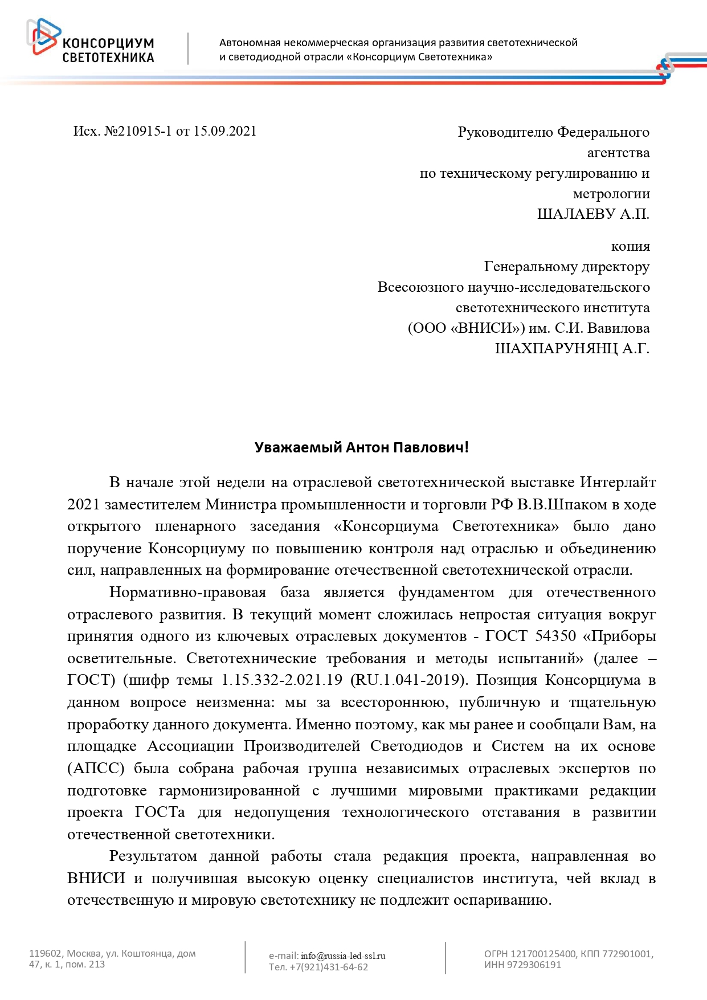 КОНСОРЦИУМ
СВЕТОТЕХНИКА
Автономная некоммерческая организация развития светотехнической
и светодиодной отрасли «Консорциум Светотехника»
Исх. №210915-1 от 15.09.2021
Руководителю Федерального
агентства
по техническому регулированию и
метрологии
ШАЛАЕВУ А.П.
копия
Генеральному директору
Всесоюзного научно-исследовательского
светотехнического института
(ООО «ВНИСИ») им. С.И. Вавилова
ШАХПАРУНЯНЦ А.Г.
Уважаемый Антон Павлович!
В начале этой недели на отраслевой светотехнической выставке Интерлайт
2021 заместителем Министра промышленности и торговли РФ В.В.Шпаком в ходе
открытого пленарного заседания «Консорциума Светотехника» было дано
поручение Консорциуму по повышению контроля над отраслью и объединению
сил, направленных на формирование отечественной светотехнической отрасли.
Нормативно-правовая база является фундаментом для отечественного
отраслевого развития. В текущий момент сложилась непростая ситуация вокруг
принятия одного из ключевых отраслевых документов - ГОСТ 54350 «Приборы
осветительные. Светотехнические требования и методы испытаний» (далее –
ГОСТ) (шифр темы 1.15.332-2.021.19 (RU.1.041-2019). Позиция Консорциума в
данном вопросе неизменна: мы за всестороннюю, публичную и тщательную
проработку данного документа. Именно поэтому, как мы ранее и сообщали Вам, на
площадке Ассоциации Производителей Светодиодов и Систем на их основе
(АПСС) была собрана рабочая группа независимых отраслевых экспертов по
подготовке гармонизированной с лучшими мировыми практиками редакции
проекта ГОСТа для недопущения технологического отставания в развитии
отечественной светотехники.
Результатом данной работы стала редакция проекта, направленная во
ВНИСИ и получившая высокую оценку специалистов института, чей вклад в
отечественную и мировую светотехнику не подлежит оспариванию.
119602, Москва, ул. Коштоянца, дом
47, к. 1, пом. 213
e-mail: info@russia-led-ssl.ru
Тел. +7(921)431-64-62
ОГРН 121700125400, КПП 772901001,
ИНН 9729306191